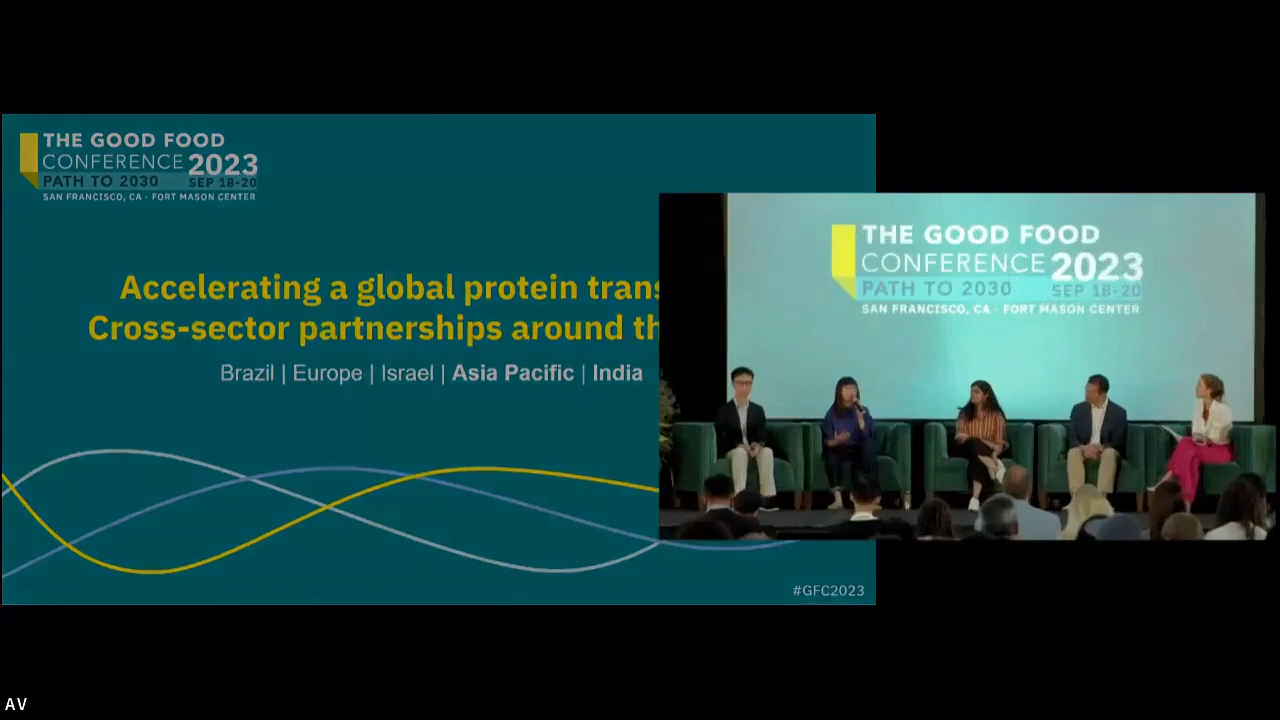 THE GOOD FOOD
CONFERENCE 2023
PATH TO 2030 SEP 18-20
SAN FRANCISCO, CA · FORT MASON CENTER
Accelerating a global protein trans
Cross-sector partnerships around th
Brazil | Europe | Israel | Asia Pacific | India
#GFC2023
THE GOOD FOOD
CONFERENCE 2023
PATH TO 2030 SEP 18-20
SAN FRANCISCO, CA · FORT MASON CENTER
AV